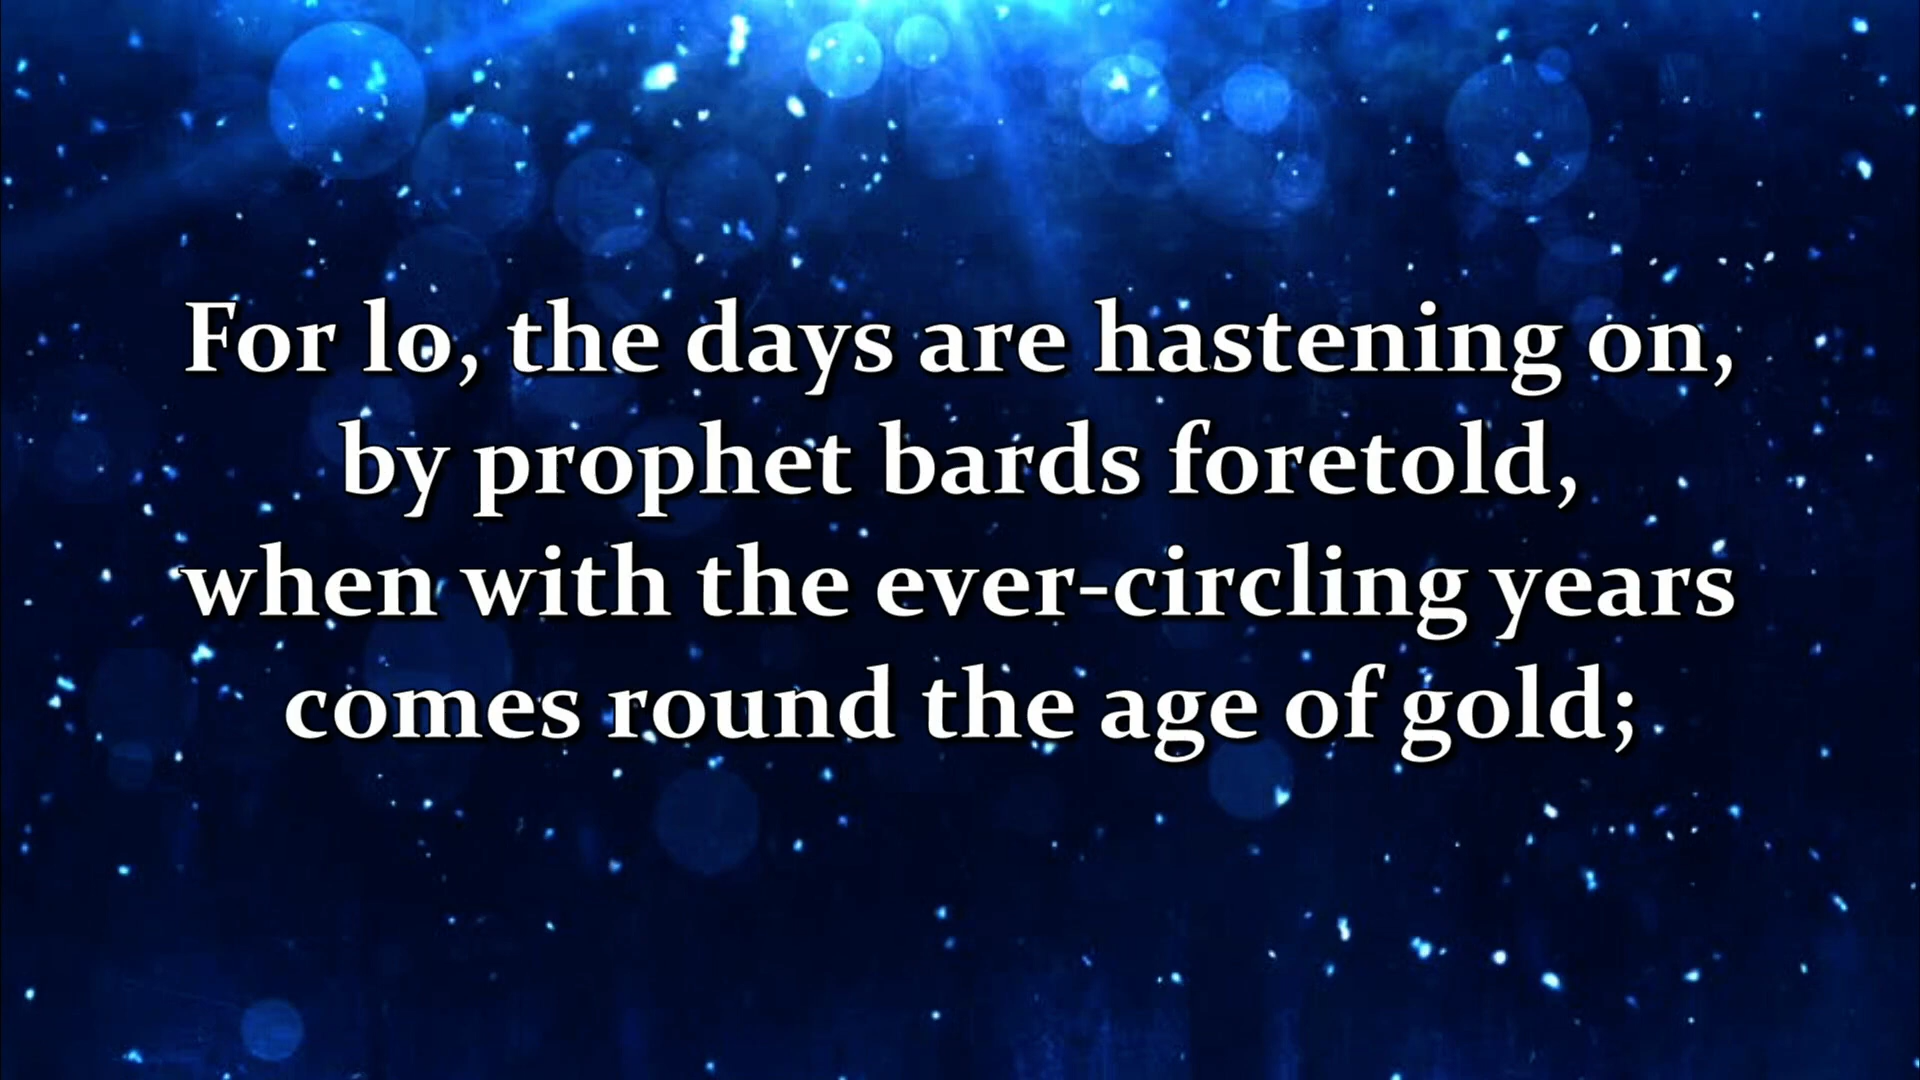 For lo, the days are hastening on,
by prophet bards foretold,
when with the ever-circling years
comes round the age of gold;